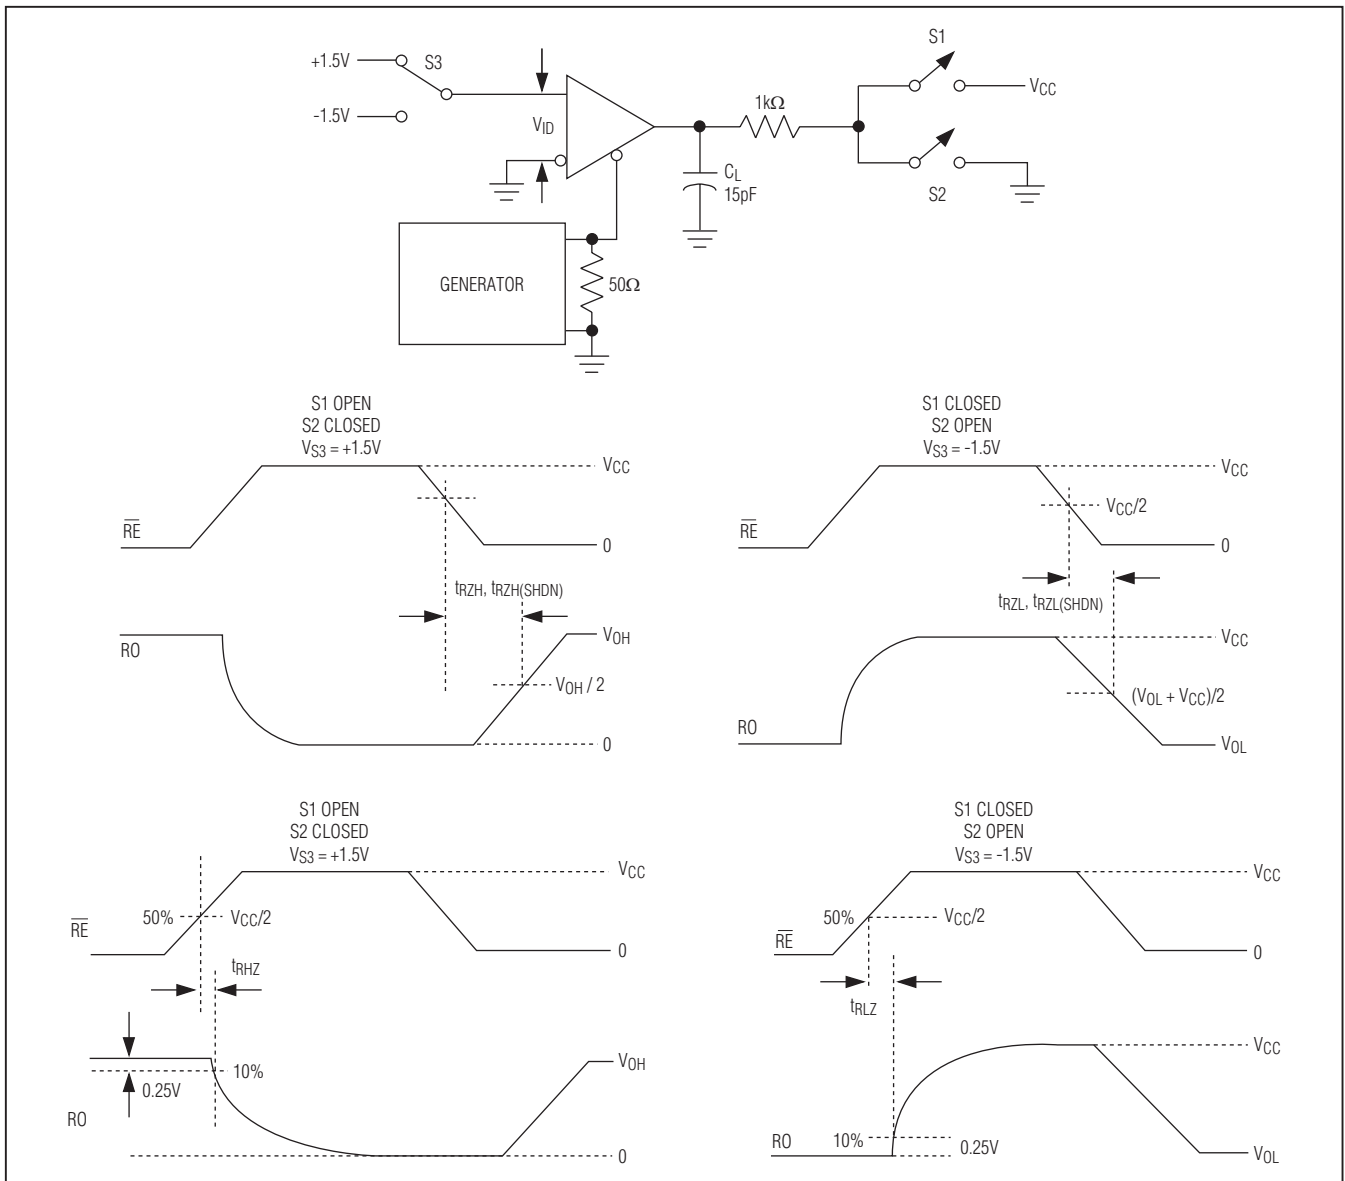 +1.5V
S3
-1.5V
VID
1kΩ
S1
VCC
S2
CL
15pF
GENERATOR
50Ω
S1 OPEN
S2 CLOSED
VS3 = +1.5V
VCC
RE
0
tRZH, tRZH(SHDN)
RO
VOH
VOH / 2
0
S1 CLOSED
S2 OPEN
VS3 = -1.5V
VCC
VCC/2
RE
0
tRZL, tRZL(SHDN)
VCC
(VOL + VCC)/2
RO
VOL
S1 OPEN
S2 CLOSED
VS3 = +1.5V
VCC
50%
VCC/2
RE
0
tRHZ
VOH
10%
0.25V
RO
0
S1 CLOSED
S2 OPEN
VS3 = -1.5V
VCC
50%
VCC/2
RE
0
tRLZ
VCC
RO
10%
0.25V
VOL